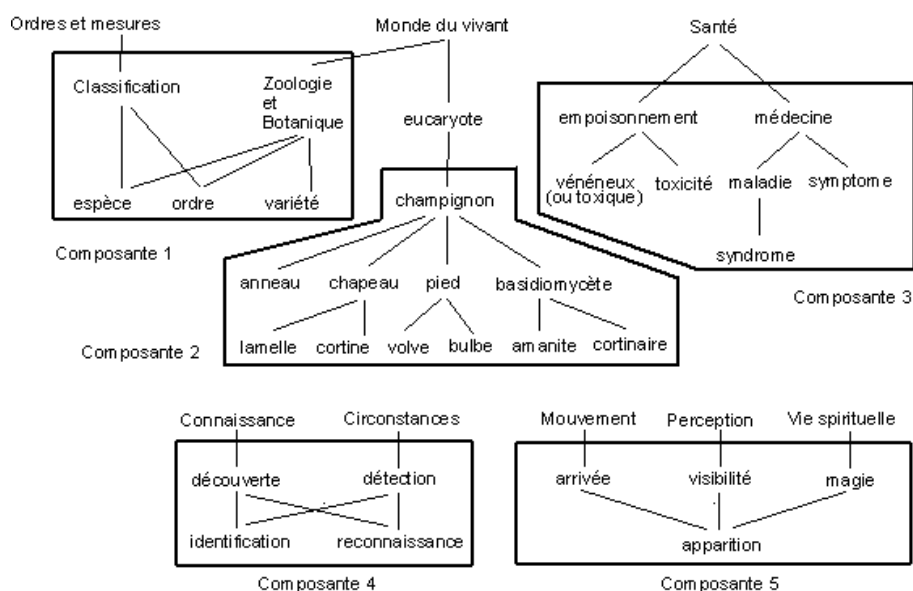 Ordres et mesures Monde du vivant Santé
Classification Zoologie
et
Botanique
eucaryote
empoisonnement médecine
vénéneux toxicité maladie symptome
(ou toxique)
espèce ordre variété
champignon
syndrome
Composante 1
anneau chapeau pied basidiomycète
Composante 3
lamelle cortine volve bulbe amanite cortinaire
Composante 2
Connaissance Circonstances
découverte détection
identification reconnaissance
Composante 4
Mouvement Perception Vie spirituelle
arrivée visibilité magie
apparition
Composante 5